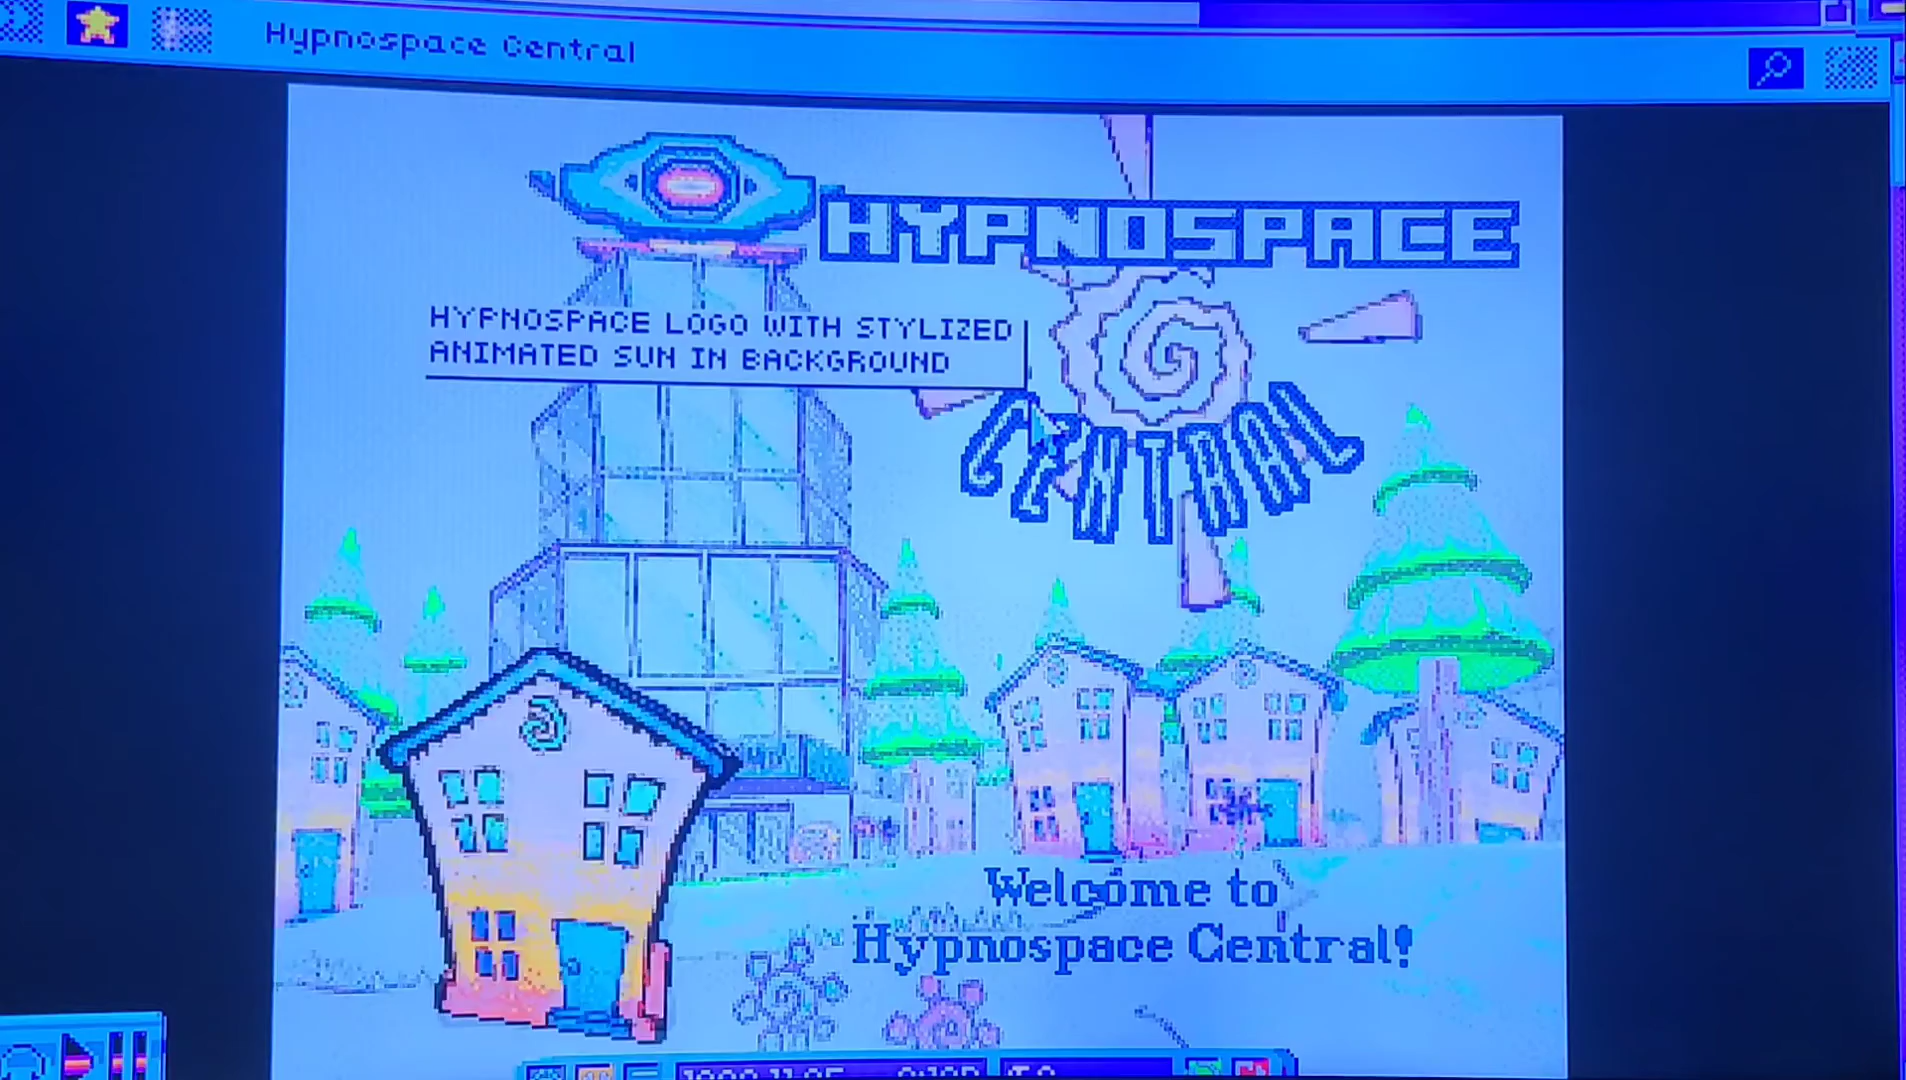 Hypnospace Central
HYPNOSPACE
HYPNOSPACE LOGO WITH STYLIZED
ANIMATED SUN IN BACKGROUND
CENTRAL
Welcome to
Hypnospace Central!